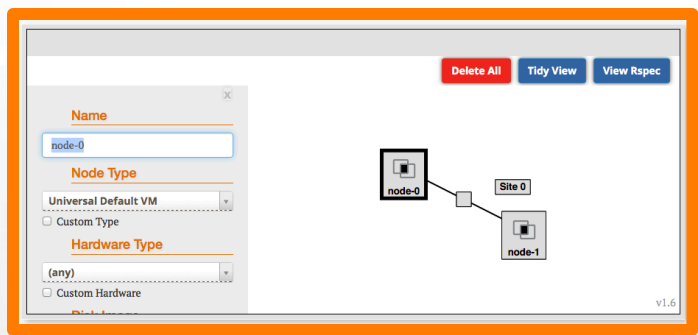 Delete All
Tidy View
View Rspec
x
Name
node-0
Node Type
Universal Default VM
Custom Type
Hardware Type
(any)
Custom Hardware
node-0
Site 0
node-1
v1.6